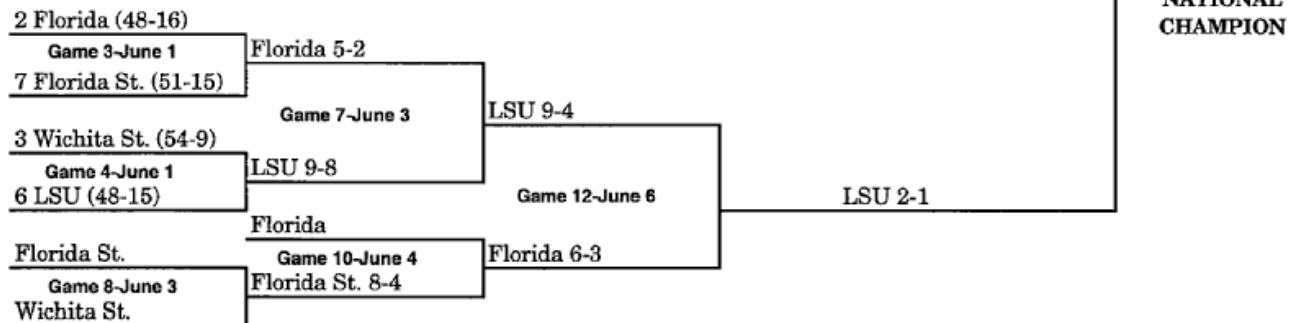 NATIONAL
CHAMPION
2 Florida (48-16)
Game 3-June 1
7 Florida St. (51-15)
Florida 5-2
Game 7-June 3
3 Wichita St. (54-9)
Game 4-June 1
6 LSU (48-15)
LSU 9-8
LSU 9-4
Game 12-June 6
LSU 2-1
Florida
Game 10-June 4
Florida St. 8-4
Florida 6-3
Florida St.
Game 8-June 3
Wichita St.